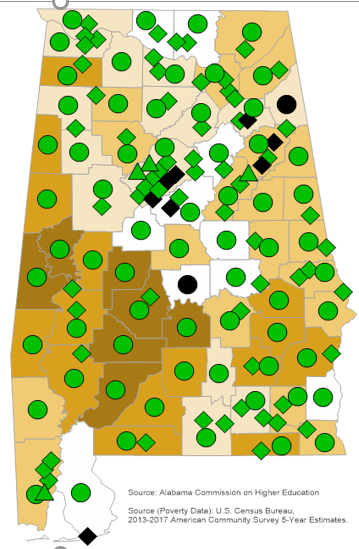 Source: Alabama Commission on Higher Education
Source (Poverty Data): U.S. Census Bureau,
2013-2017 American Community Survey 5-Year Estimates.